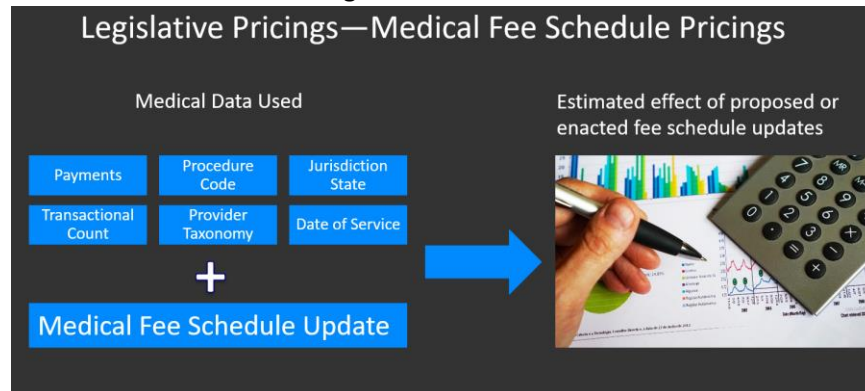 Legislative Pricings—Medical Fee Schedule Pricings
Medical Data Used
Payments
Procedure
Code
Jurisdiction
State
Transactional
Count
Provider
Taxonomy
Date of Service
+
Medical Fee Schedule Update
Estimated effect of proposed or
enacted fee schedule updates